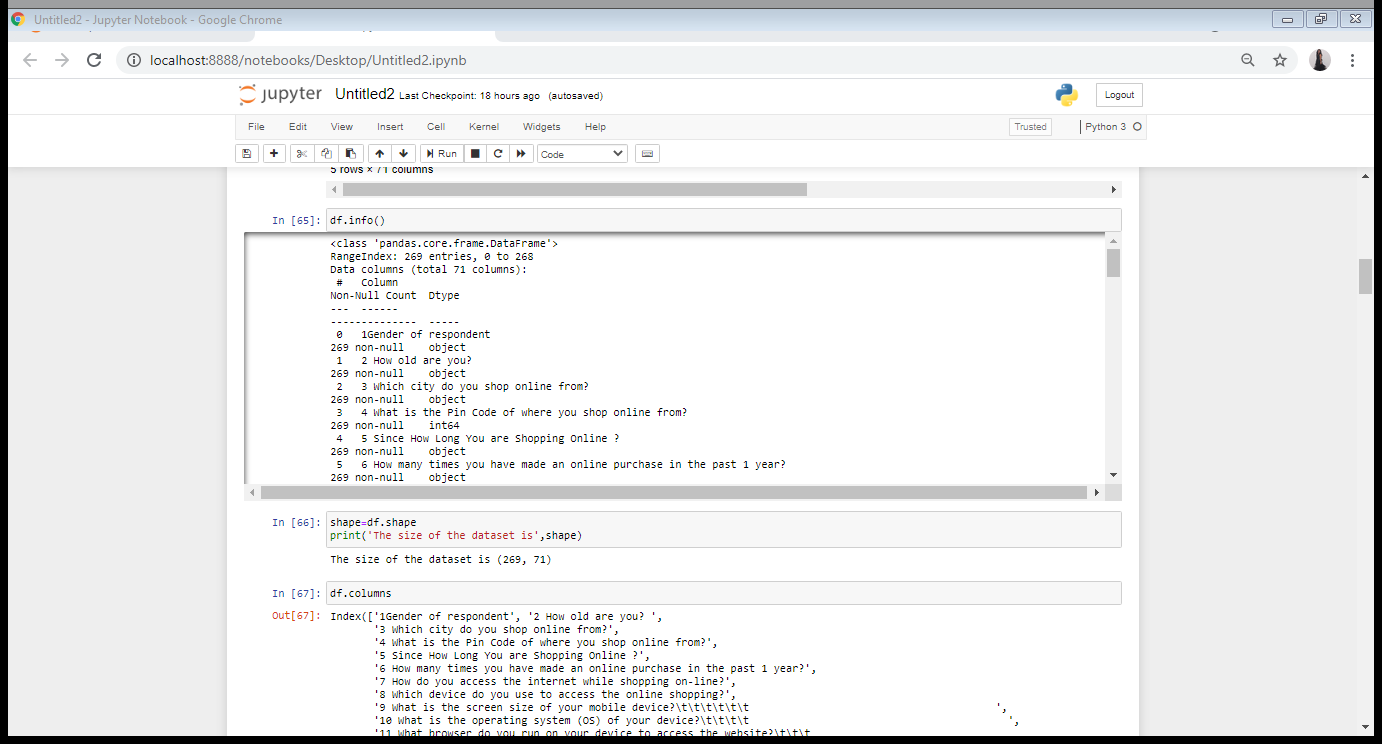 Untitled2 - Jupyter Notebook - Google Chrome
localhost:8888/notebooks/Desktop/Untitled2.ipynb
jupyter Untitled2 Last Checkpoint: 18 hours ago (autosaved) Logout
File Edit View Insert Cell Kernel Widgets Help Trusted Python 3
Run Code
5 rows × 71 columns
In [65]: df.info()
<class 'pandas.core.frame.DataFrame'>
RangeIndex: 269 entries, 0 to 268
Data columns (total 71 columns):
# Column
Non-Null Count Dtype
--- ------
-------------- -----
0 1Gender of respondent
269 non-null object
1 2 How old are you?
269 non-null object
2 3 Which city do you shop online from?
269 non-null object
3 4 What is the Pin Code of where you shop online from?
269 non-null int64
4 5 Since How Long You are Shopping Online ?
269 non-null object
5 6 How many times you have made an online purchase in the past 1 year?
269 non-null object
In [66]: shape=df.shape
print('The size of the dataset is',shape)
The size of the dataset is (269, 71)
In [67]: df.columns
Out[67]: Index(['1Gender of respondent', '2 How old are you? ',
'3 Which city do you shop online from?',
'4 What is the Pin Code of where you shop online from?',
'5 Since How Long You are Shopping Online ?',
'6 How many times you have made an online purchase in the past 1 year?',
'7 How do you access the internet while shopping on-line?',
'8 Which device do you use to access the online shopping?',
'9 What is the screen size of your mobile device?\t\t\t\t\t\t ',
'10 What is the operating system (OS) of your device?\t\t\t\t ',
'11 What browser do you run on your device to access the website?\t\t\t